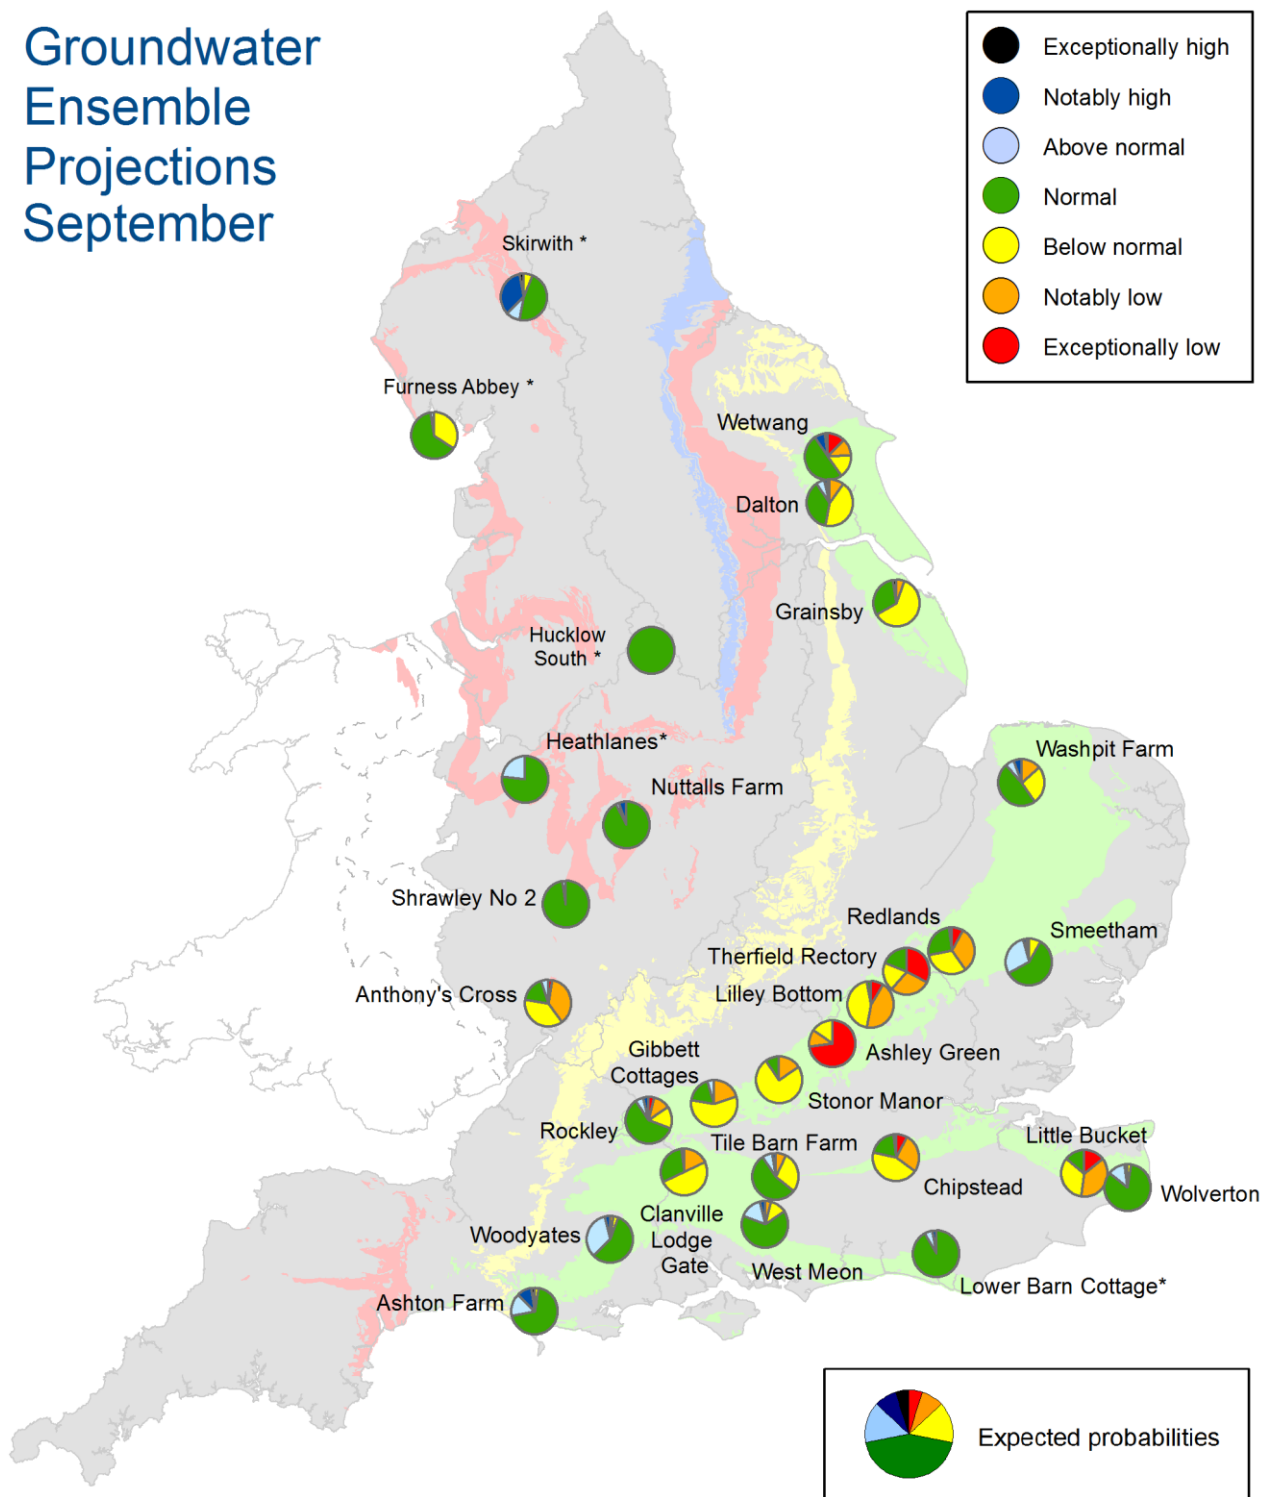 Groundwater
Ensemble
Projections
September
Exceptionally high
Notably high
Above normal
Normal
Below normal
Notably low
Exceptionally low
Skirwith *
Furness Abbey *
Wetwang
Dalton
Grainsby
Hucklow
South *
Heathlanes*
Washpit Farm
Nuttalls Farm
Shrawley No 2
Redlands
Smeetham
Therfield Rectory
Anthony's Cross
Lilley Bottom
Ashley Green
Gibbett
Cottages
Stonor Manor
Rockley
Tile Barn Farm
Little Bucket
Chipstead
Wolverton
Woodyates
Clanville
Lodge
Gate
West Meon
Lower Barn Cottage*
Ashton Farm
Expected probabilities